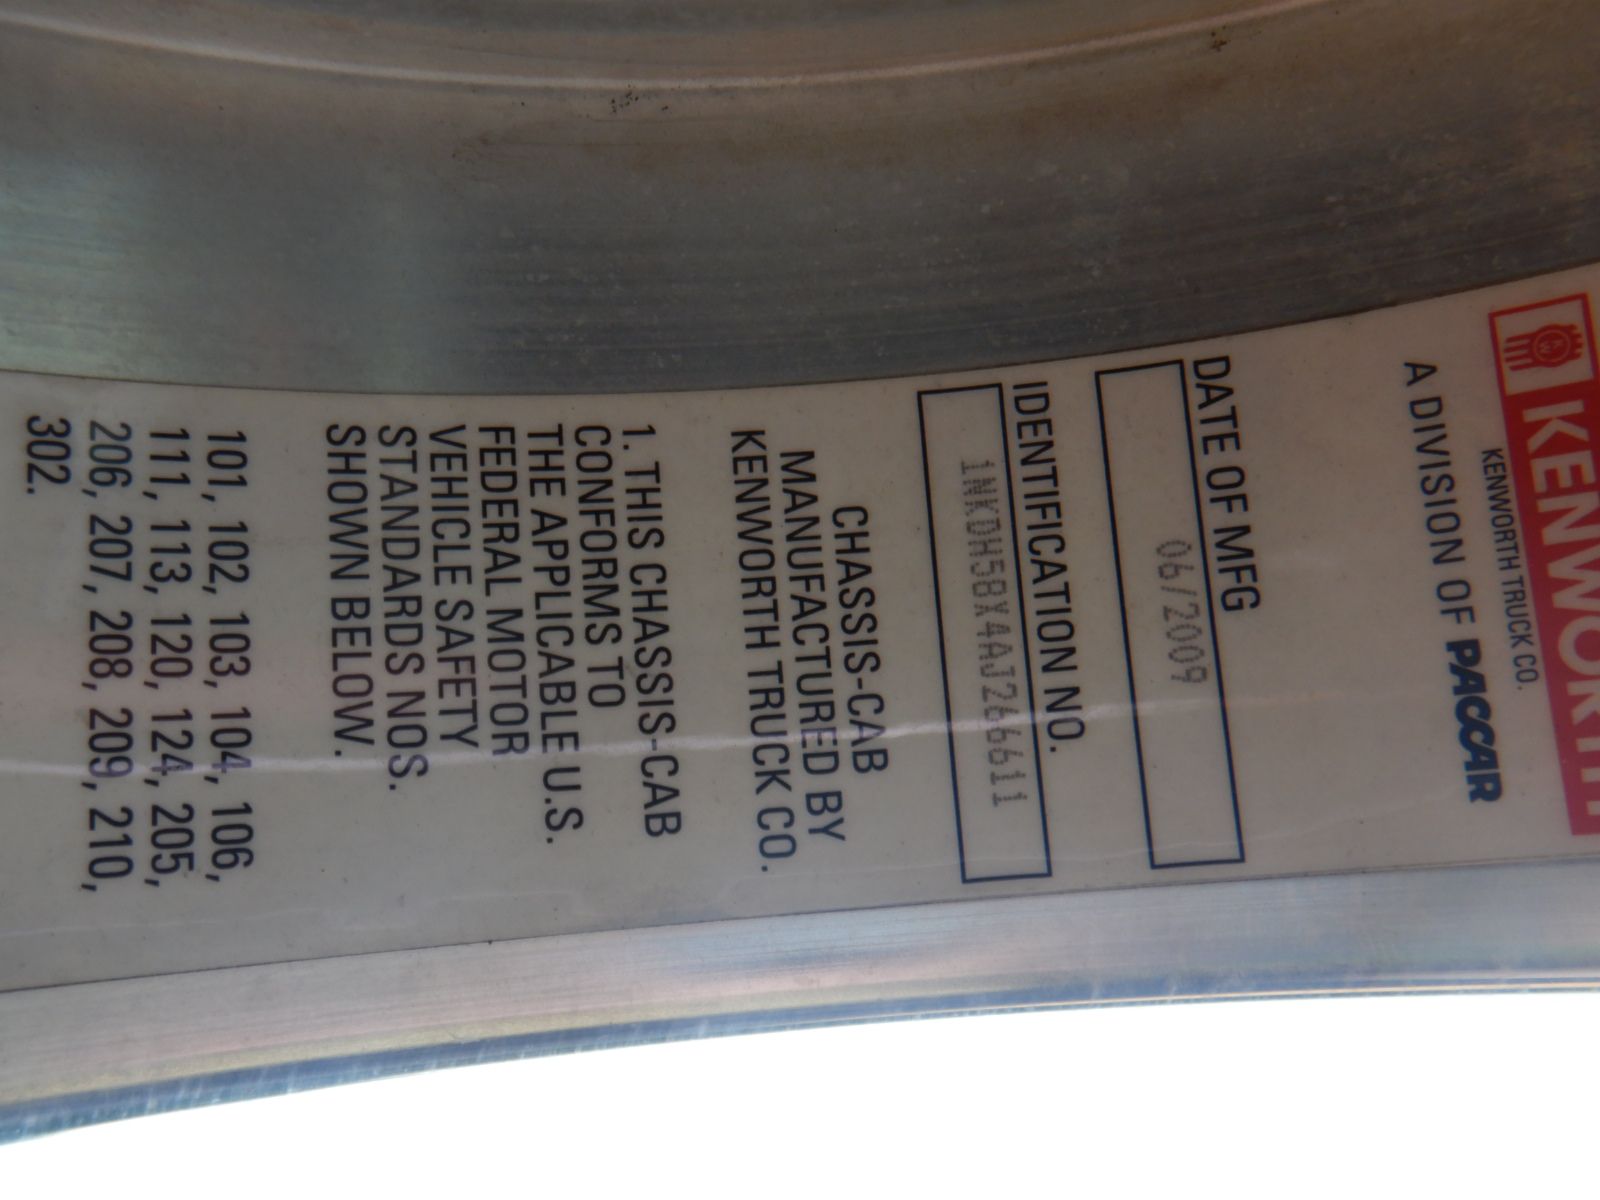 KENWORTH
KENWORTH TRUCK CO.
A DIVISION OF PACCAR
DATE OF MFG
06/2009
IDENTIFICATION NO.
1NKDH58X4AJ266611
CHASSIS-CAB
MANUFACTURED BY
KENWORTH TRUCK CO.
1. THIS CHASSIS-CAB
CONFORMS TO
THE APPLICABLE U.S.
FEDERAL MOTOR
VEHICLE SAFETY
STANDARDS NOS.
SHOWN BELOW.
101, 102, 103, 104, 106,
111, 113, 120, 124, 205,
206, 207, 208, 209, 210,
302.